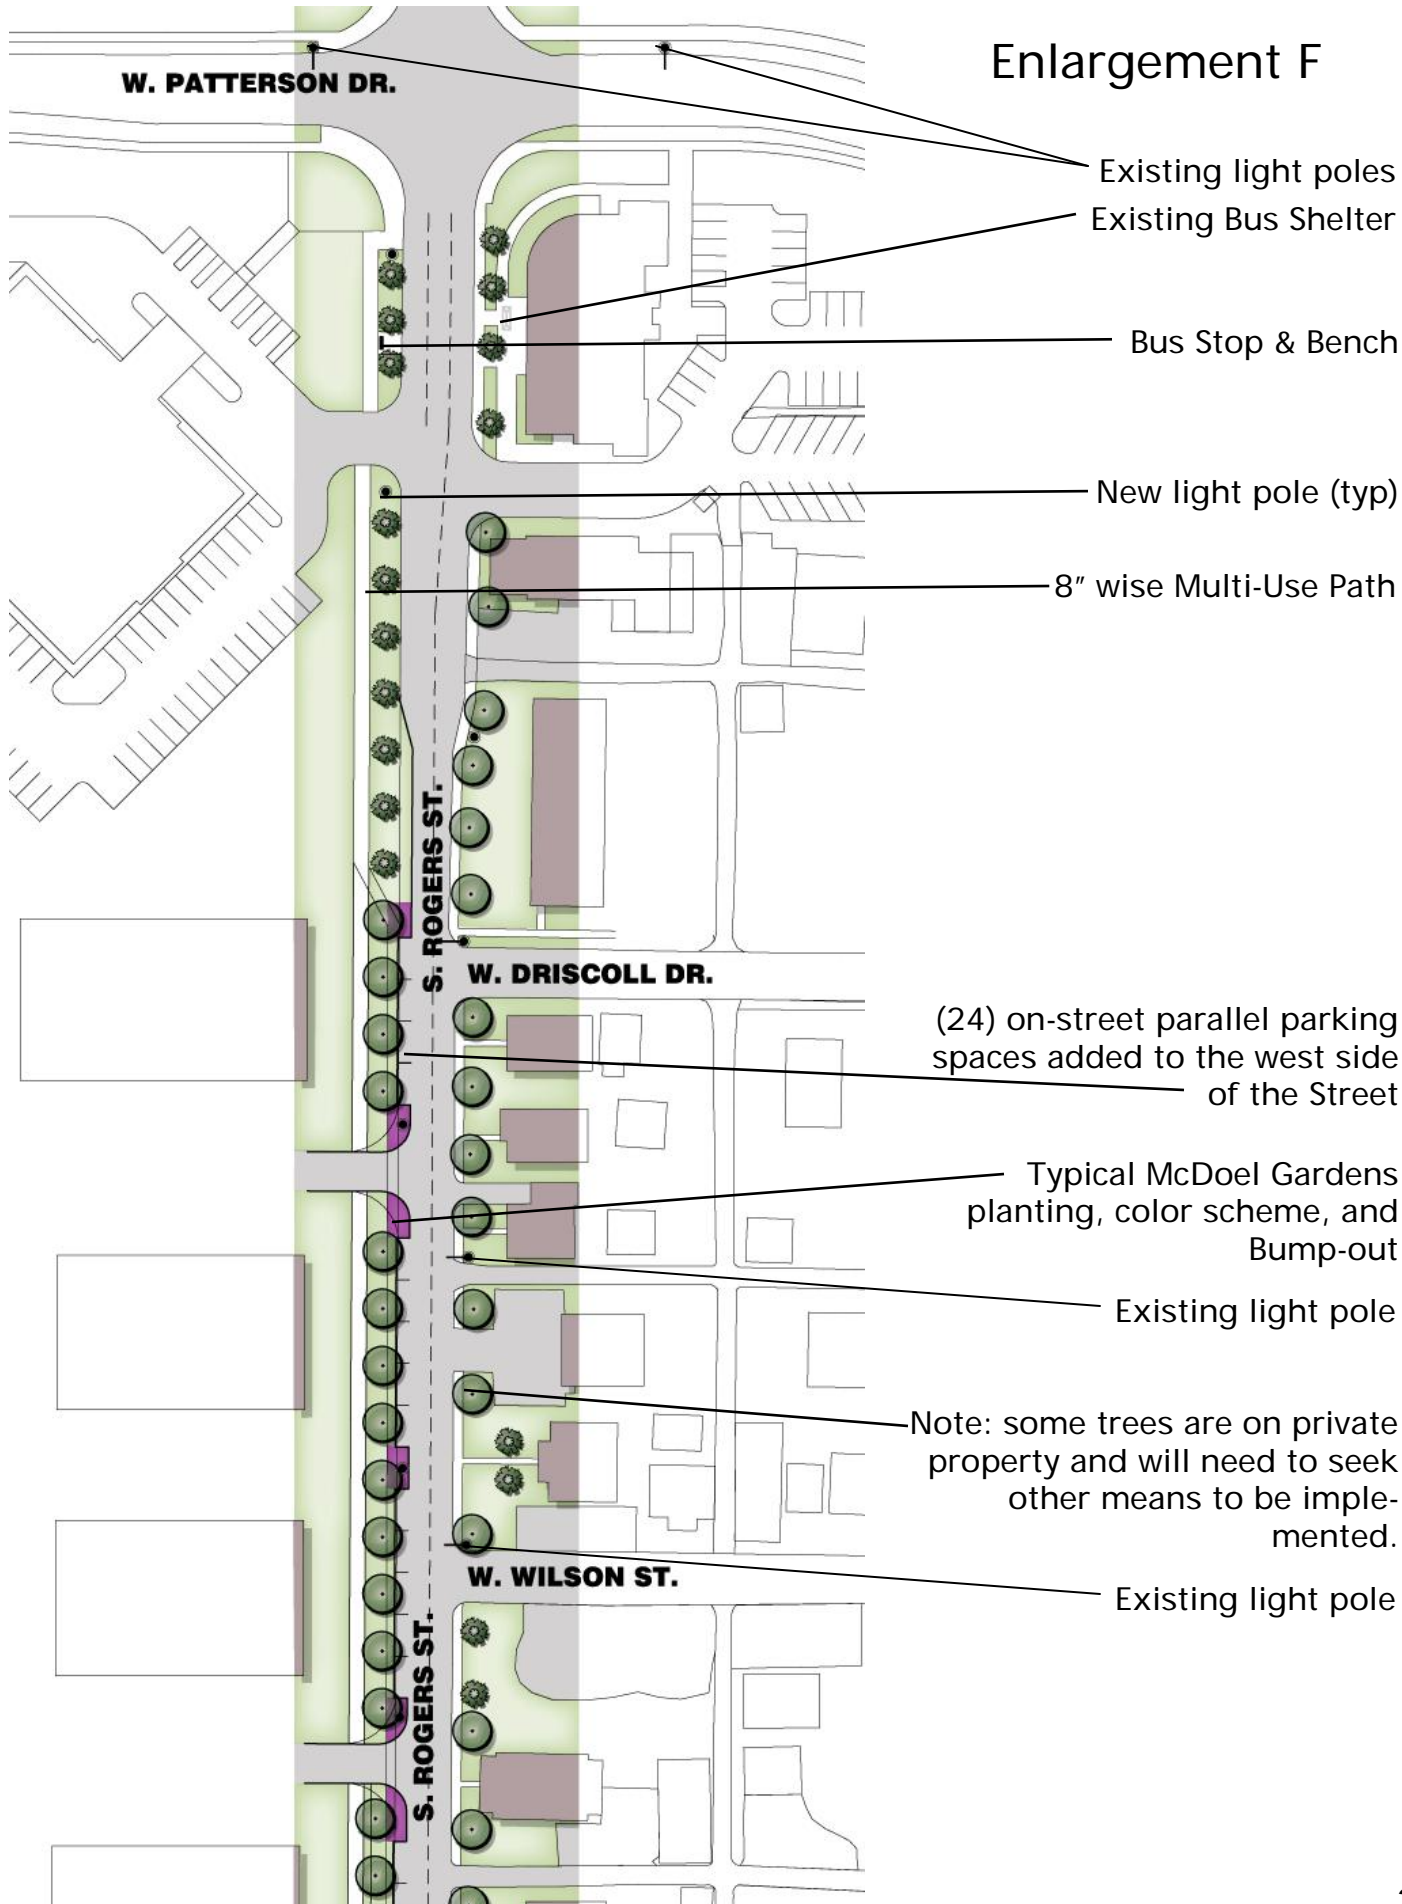 Enlargement F
W. PATTERSON DR.
Existing light poles
Existing Bus Shelter
Bus Stop & Bench
New light pole (typ)
8” wise Multi-Use Path
S. ROGERS ST.
W. DRISCOLL DR.
(24) on-street parallel parking
spaces added to the west side
of the Street
Typical McDoel Gardens
planting, color scheme, and
Bump-out
Existing light pole
Note: some trees are on private
property and will need to seek
other means to be imple-
mented.
W. WILSON ST.
Existing light pole
S. ROGERS ST.